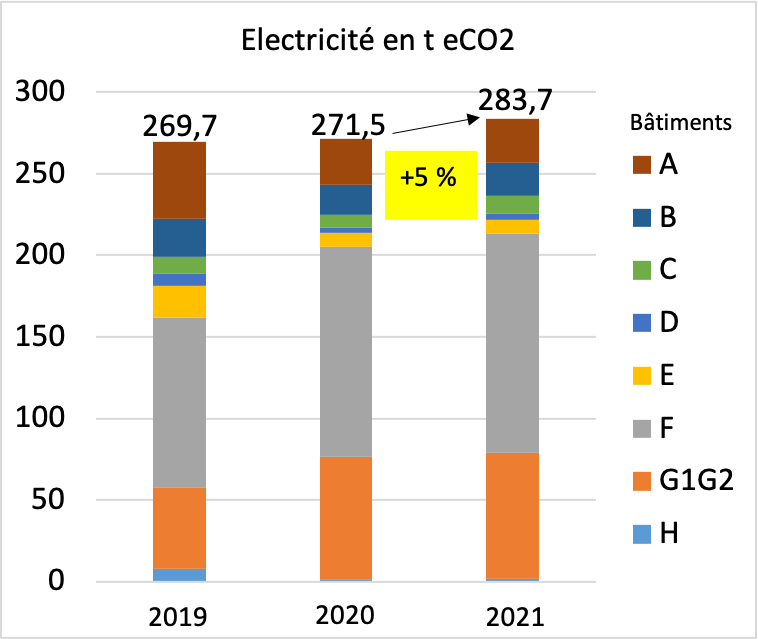 Electricité en t eCO2
300
250
200
150
100
50
0
269,7
271,5
283,7
+5 %
2019
2020
2021
Bâtiments
A
B
C
D
E
F
G1G2
H